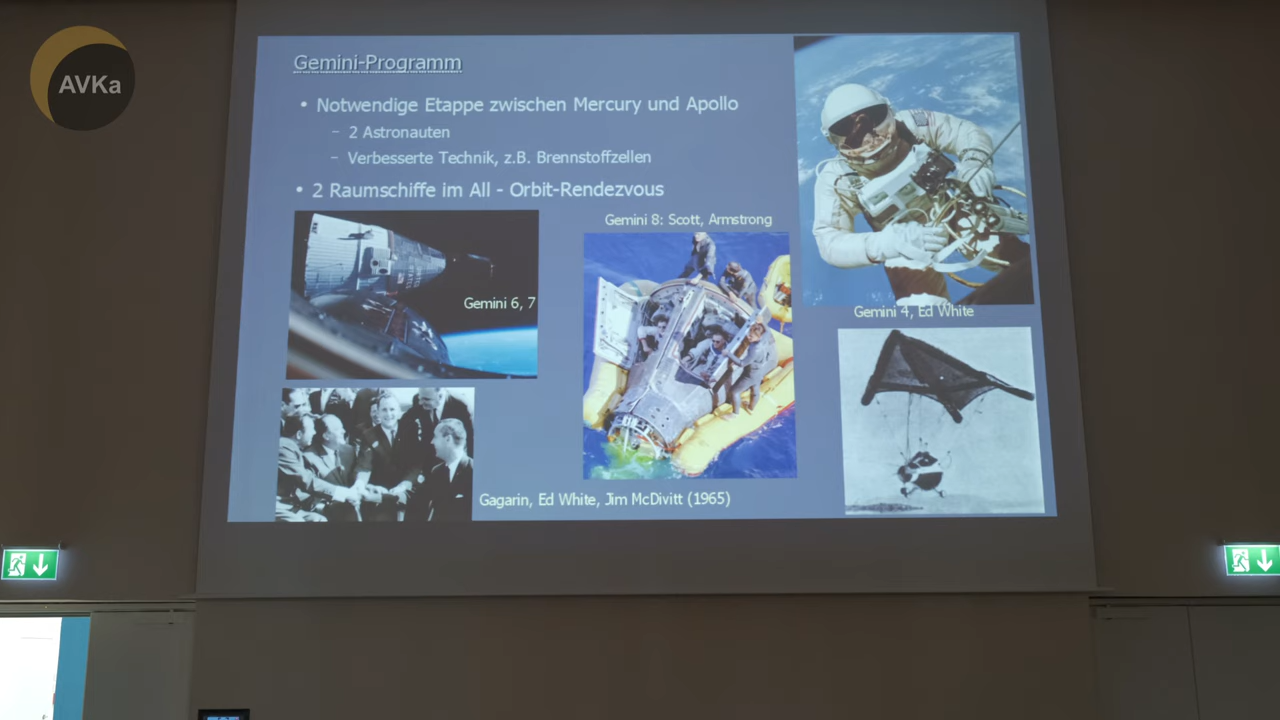 AVKa
Gemini-Programm
• Notwendige Etappe zwischen Mercury und Apollo
– 2 Astronauten
– Verbesserte Technik, z.B. Brennstoffzellen
• 2 Raumschiffe im All - Orbit-Rendezvous
Gemini 8: Scott, Armstrong
Gemini 6, 7
Gemini 4, Ed White
Gagarin, Ed White, Jim McDivitt (1965)